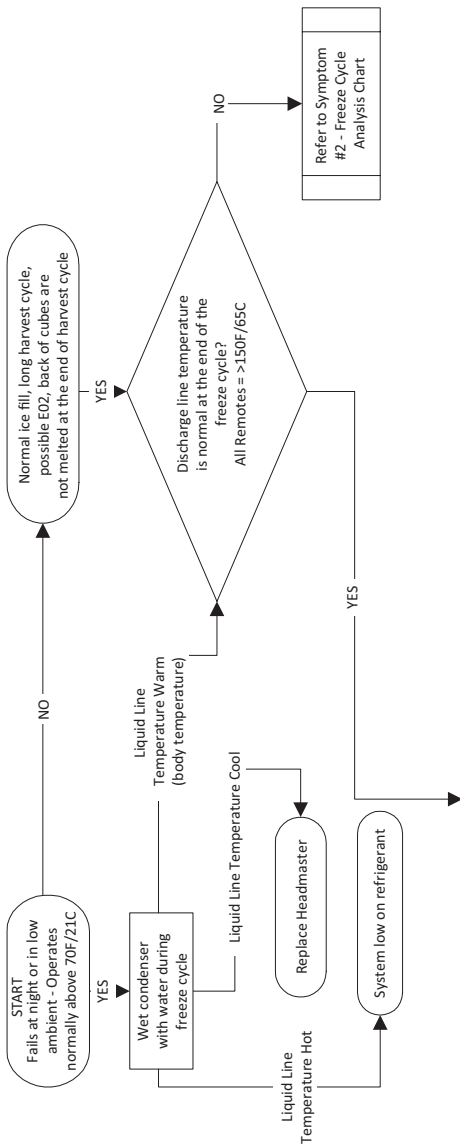 START
Fails at night or in low
ambient - Operates
normally above 70F/21C
NO
Normal ice fill, long harvest cycle,
possible E02, back of cubes are
not melted at the end of harvest cycle
YES
YES
Wet condenser
with water during
freeze cycle
Liquid Line
Temperature Warm
(body temperature)
Discharge line temperature
is normal at the end of the
freeze cycle?
All Remotes = >150F/65C
NO
Refer to Symptom
#2 - Freeze Cycle
Analysis Chart
Liquid Line Temperature Cool
Replace Headmaster
Liquid Line
Temperature Hot
System low on refrigerant
YES